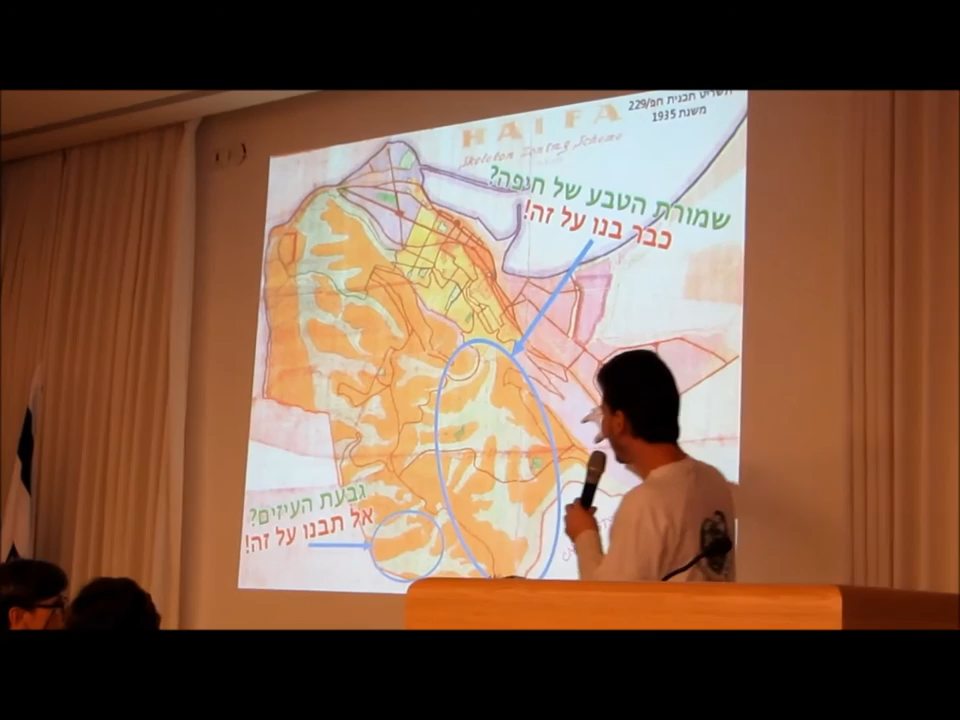 תשריט תכנית חפ/229
משנת 1935
HAIFA
Skeleton Zoning Scheme
שמורת הטבע של חיפה?
כבר בנו על זה!
גבעת העיזים?
אל תבנו על זה!